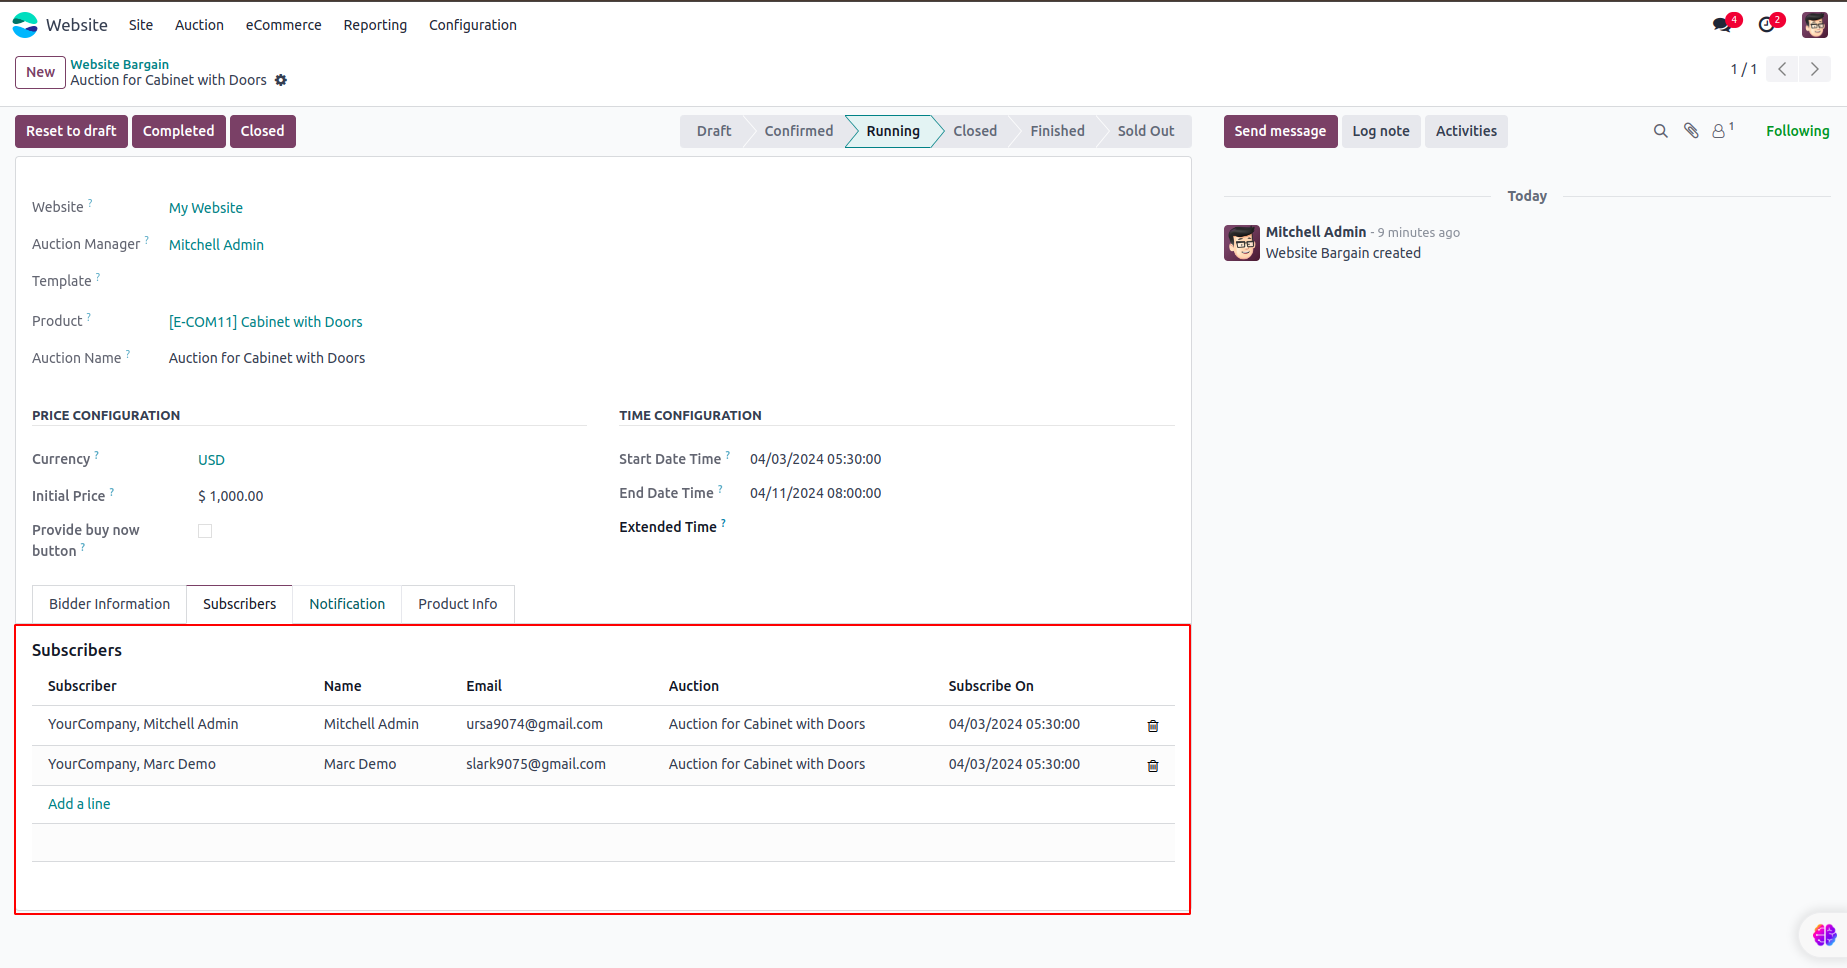 Website Site Auction eCommerce Reporting Configuration 4 2
New Website Bargain
Auction for Cabinet with Doors
1 / 1
Reset to draft Completed Closed Draft Confirmed Running Closed Finished Sold Out Send message Log note Activities 1 Following
Today
Website ? My Website
Mitchell Admin - 9 minutes ago
Website Bargain created
Auction Manager ? Mitchell Admin
Template ?
Product ? [E-COM11] Cabinet with Doors
Auction Name ? Auction for Cabinet with Doors
PRICE CONFIGURATION TIME CONFIGURATION
Currency ? USD Start Date Time ? 04/03/2024 05:30:00
Initial Price ? $ 1,000.00 End Date Time ? 04/11/2024 08:00:00
Provide buy now
button ?
Extended Time ?
Bidder Information Subscribers Notification Product Info
Subscribers
Subscriber Name Email Auction Subscribe On
YourCompany, Mitchell Admin Mitchell Admin ursa9074@gmail.com Auction for Cabinet with Doors 04/03/2024 05:30:00
YourCompany, Marc Demo Marc Demo slark9075@gmail.com Auction for Cabinet with Doors 04/03/2024 05:30:00
Add a line